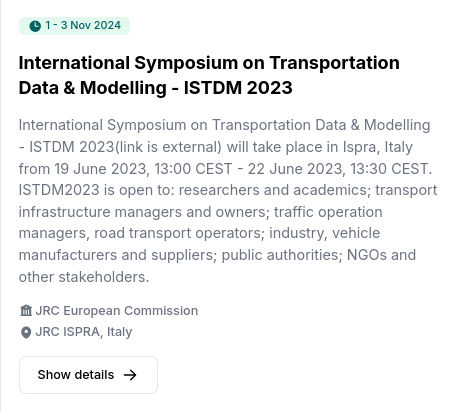 1 - 3 Nov 2024
International Symposium on Transportation
Data & Modelling - ISTDM 2023
International Symposium on Transportation Data & Modelling
- ISTDM 2023(link is external) will take place in Ispra, Italy
from 19 June 2023, 13:00 CEST - 22 June 2023, 13:30 CEST.
ISTDM2023 is open to: researchers and academics; transport
infrastructure managers and owners; traffic operation
managers, road transport operators; industry, vehicle
manufacturers and suppliers; public authorities; NGOs and
other stakeholders.
JRC European Commission
JRC ISPRA, Italy
Show details